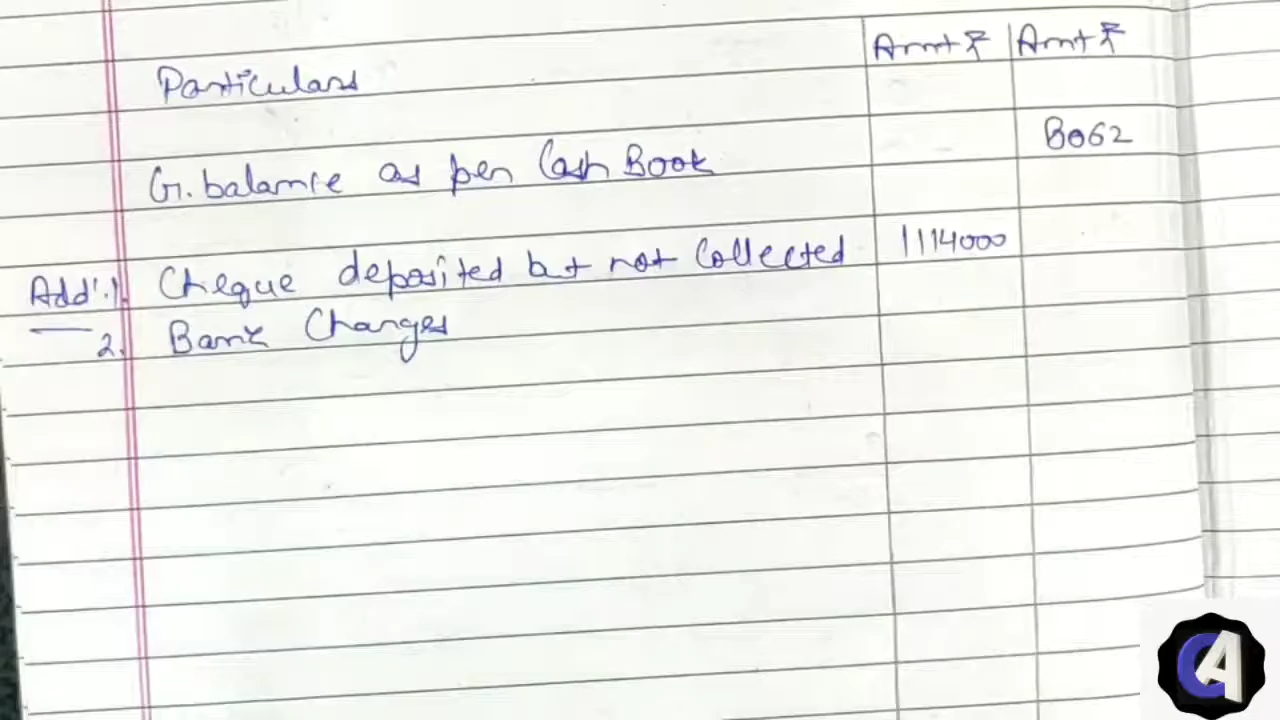 Particulars Amt ₹ Amt ₹
Cr. balance as per Cash Book 8062
Add:1. Cheque deposited but not Collected 1114000
2. Bank Charges
CA